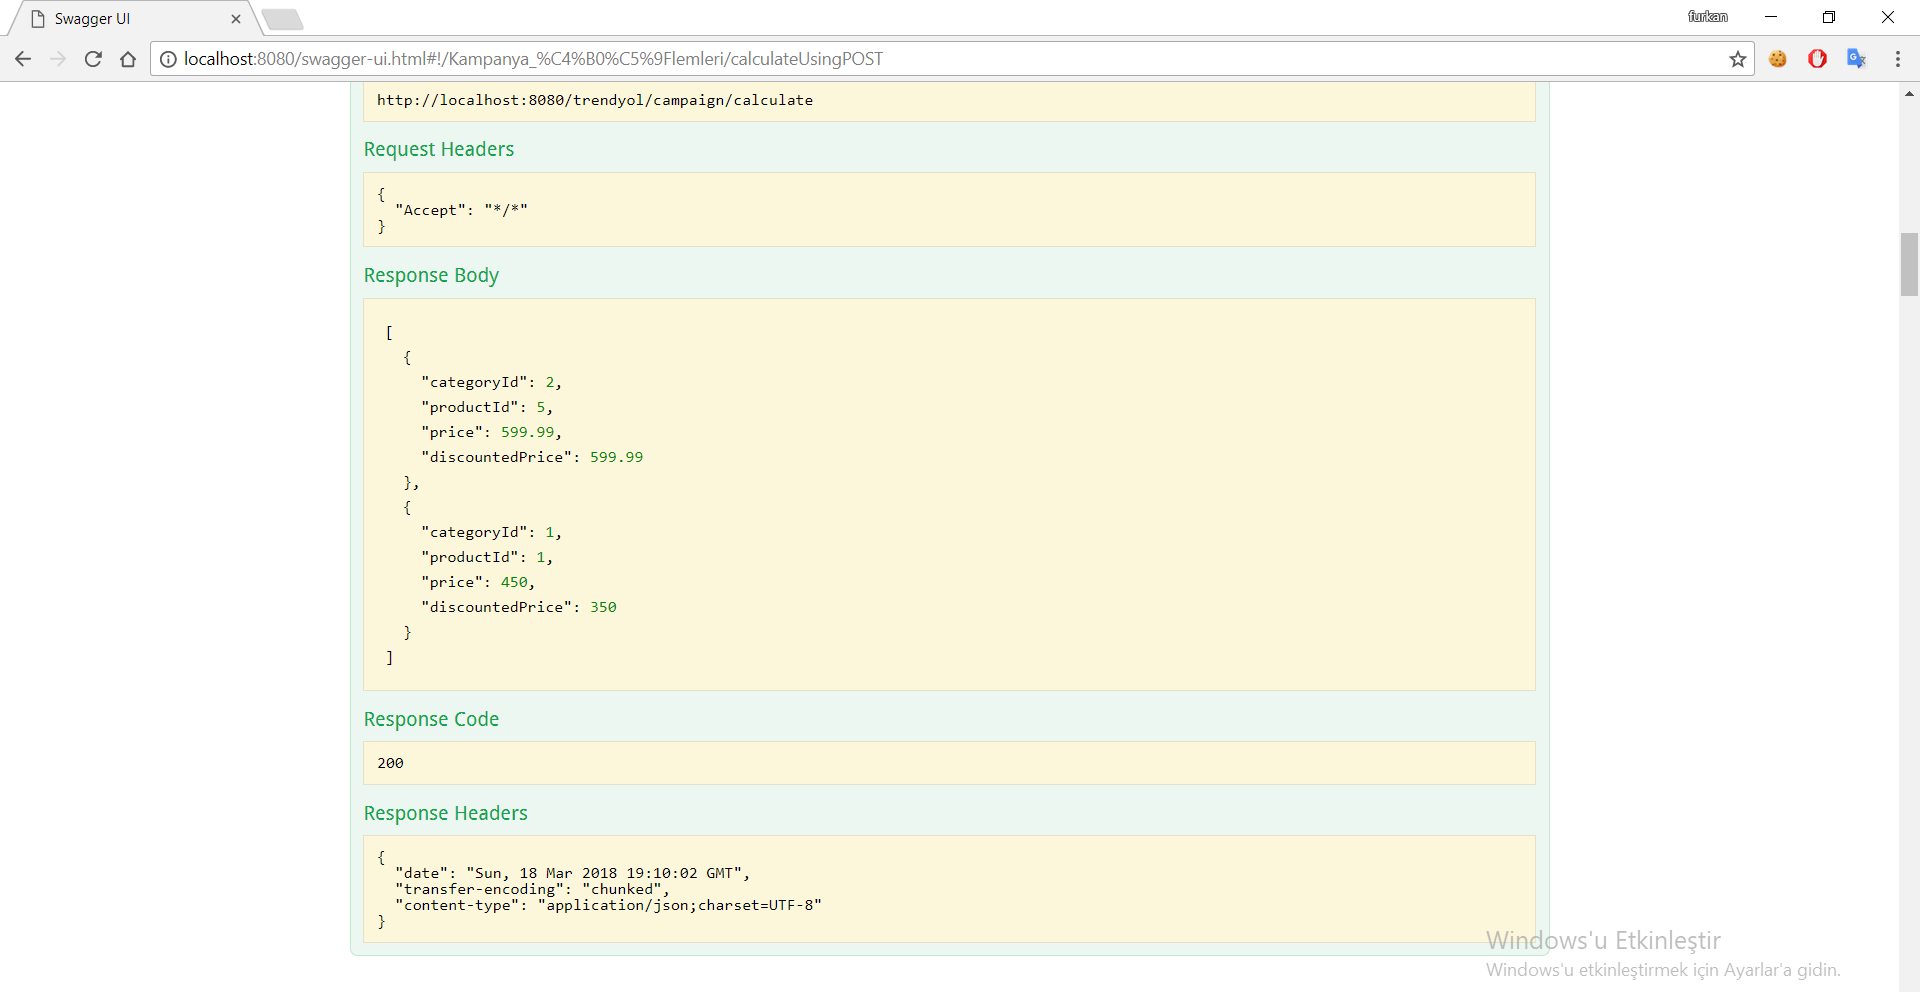 Swagger UI
furkan
localhost:8080/swagger-ui.html#!/Kampanya_%C4%B0%C5%9Flemleri/calculateUsingPOST
http://localhost:8080/trendyol/campaign/calculate
Request Headers
{
  "Accept": "*/*"
}
Response Body
[
  {
    "categoryId": 2,
    "productId": 5,
    "price": 599.99,
    "discountedPrice": 599.99
  },
  {
    "categoryId": 1,
    "productId": 1,
    "price": 450,
    "discountedPrice": 350
  }
]
Response Code
200
Response Headers
{
  "date": "Sun, 18 Mar 2018 19:10:02 GMT",
  "transfer-encoding": "chunked",
  "content-type": "application/json;charset=UTF-8"
}
Windows'u Etkinleştir
Windows'u etkinleştirmek için Ayarlar'a gidin.